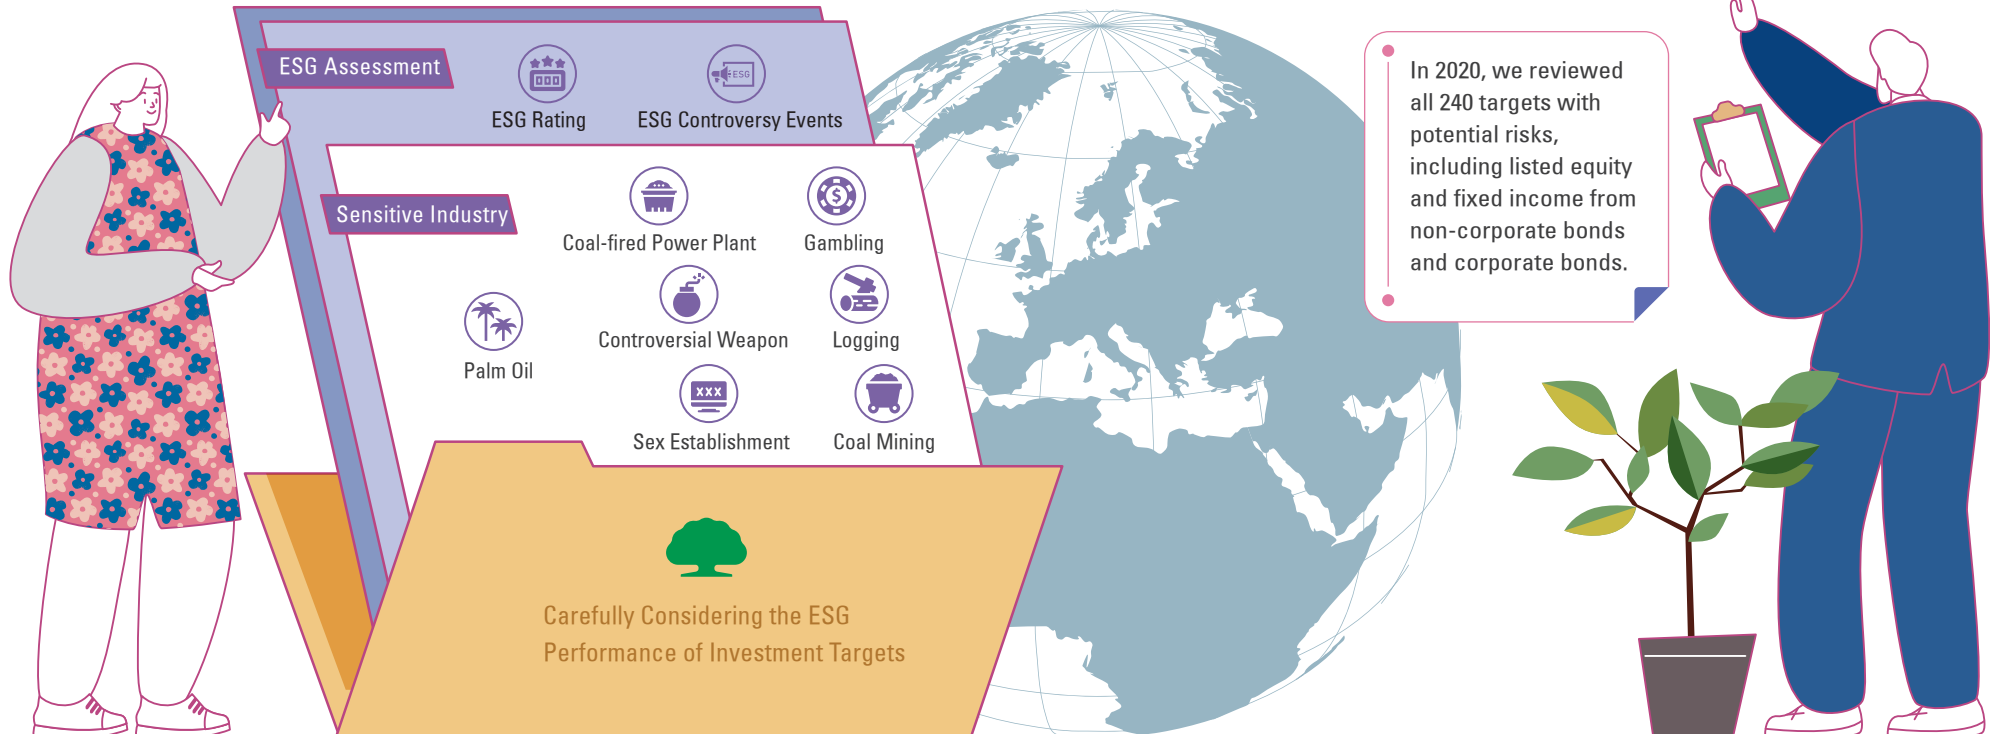 ESG Assessment
ESG Rating
ESG
ESG Controversy Events
Sensitive Industry
Coal-fired Power Plant
$
Gambling
Palm Oil
Controversial Weapon
Logging
XXX
Sex Establishment
Coal Mining
Carefully Considering the ESG
Performance of Investment Targets
In 2020, we reviewed
all 240 targets with
potential risks,
including listed equity
and fixed income from
non-corporate bonds
and corporate bonds.